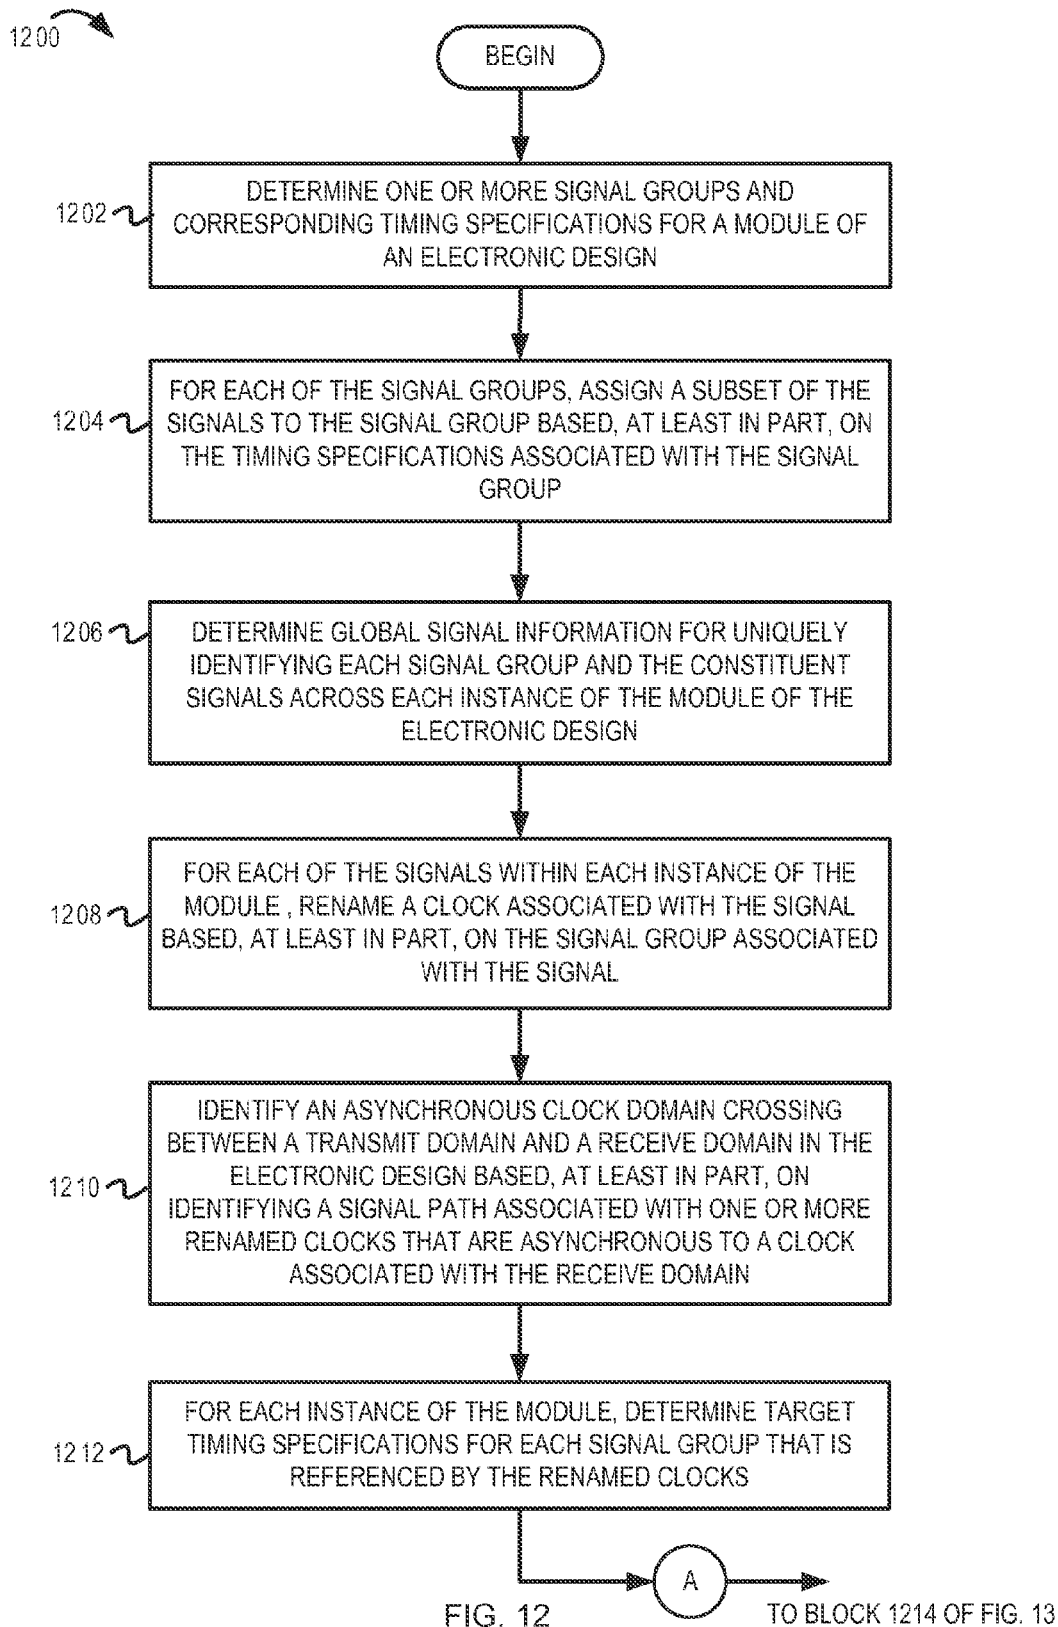 1200
BEGIN
1202
DETERMINE ONE OR MORE SIGNAL GROUPS AND
CORRESPONDING TIMING SPECIFICATIONS FOR A MODULE OF
AN ELECTRONIC DESIGN
1204
FOR EACH OF THE SIGNAL GROUPS, ASSIGN A SUBSET OF THE
SIGNALS TO THE SIGNAL GROUP BASED, AT LEAST IN PART, ON
THE TIMING SPECIFICATIONS ASSOCIATED WITH THE SIGNAL
GROUP
1206
DETERMINE GLOBAL SIGNAL INFORMATION FOR UNIQUELY
IDENTIFYING EACH SIGNAL GROUP AND THE CONSTITUENT
SIGNALS ACROSS EACH INSTANCE OF THE MODULE OF THE
ELECTRONIC DESIGN
1208
FOR EACH OF THE SIGNALS WITHIN EACH INSTANCE OF THE
MODULE , RENAME A CLOCK ASSOCIATED WITH THE SIGNAL
BASED, AT LEAST IN PART, ON THE SIGNAL GROUP ASSOCIATED
WITH THE SIGNAL
1210
IDENTIFY AN ASYNCHRONOUS CLOCK DOMAIN CROSSING
BETWEEN A TRANSMIT DOMAIN AND A RECEIVE DOMAIN IN THE
ELECTRONIC DESIGN BASED, AT LEAST IN PART, ON
IDENTIFYING A SIGNAL PATH ASSOCIATED WITH ONE OR MORE
RENAMED CLOCKS THAT ARE ASYNCHRONOUS TO A CLOCK
ASSOCIATED WITH THE RECEIVE DOMAIN
1212
FOR EACH INSTANCE OF THE MODULE, DETERMINE TARGET
TIMING SPECIFICATIONS FOR EACH SIGNAL GROUP THAT IS
REFERENCED BY THE RENAMED CLOCKS
A
FIG. 12
TO BLOCK 1214 OF FIG. 13